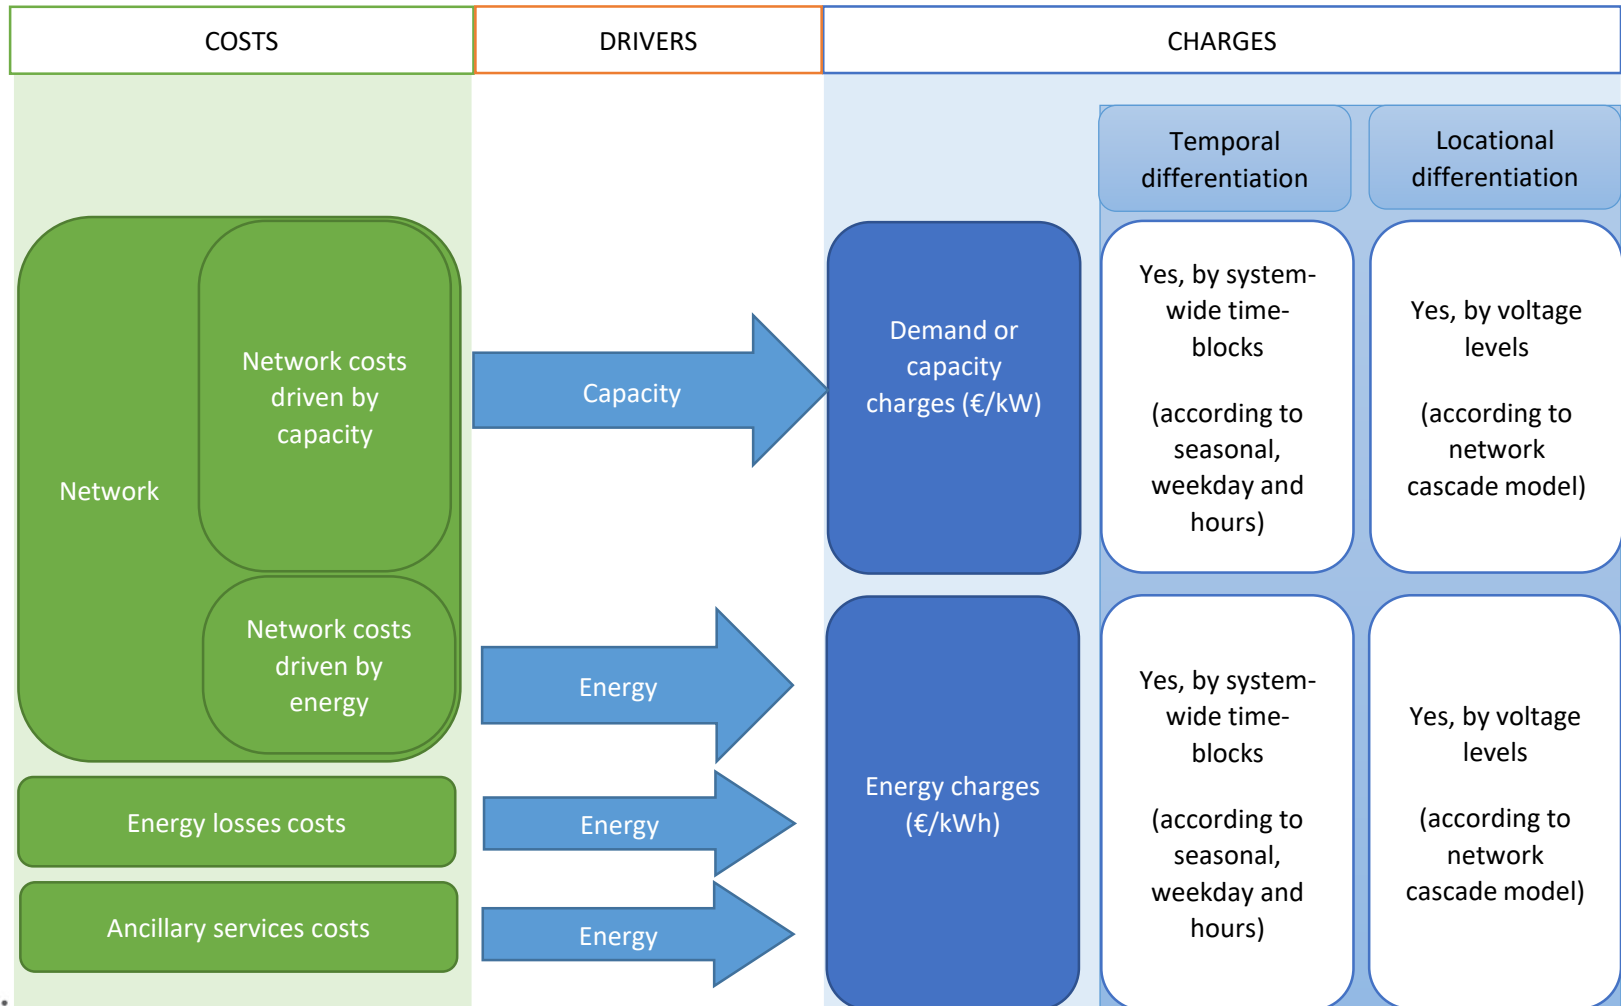 COSTS
DRIVERS
CHARGES
Temporal
differentiation
Locational
differentiation
Network
Network costs
driven by
capacity
Capacity
Demand or
capacity
charges (€/kW)
Yes, by system-
wide time-
blocks
(according to
seasonal,
weekday and
hours)
Yes, by voltage
levels
(according to
network
cascade model)
Network costs
driven by
energy
Energy
Energy losses costs
Energy
Ancillary services costs
Energy
Energy charges
(€/kWh)
Yes, by system-
wide time-
blocks
(according to
seasonal,
weekday and
hours)
Yes, by voltage
levels
(according to
network
cascade model)